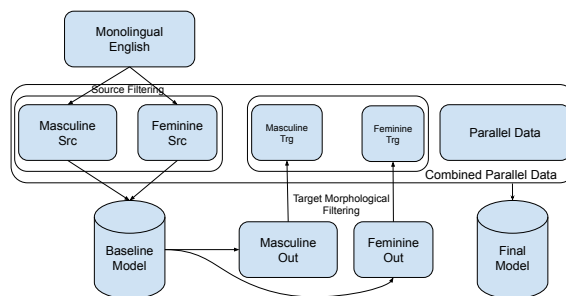 Monolingual
English
Source Filtering
Masculine
Src
Feminine
Src
Masculine
Trg
Feminine
Trg
Parallel Data
Combined Parallel Data
Target Morphological
Filtering
Baseline
Model
Masculine
Out
Feminine
Out
Final
Model